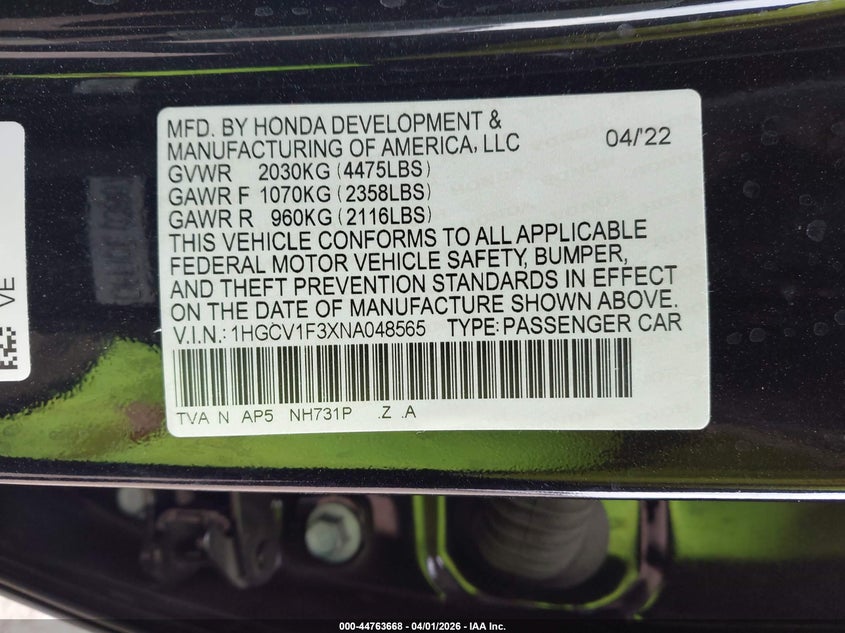 MFD. BY HONDA DEVELOPMENT &
MANUFACTURING OF AMERICA, LLC 04/22
GVWR 2030KG (4475LBS)
GAWR F 1070KG (2358LBS)
GAWR R 960KG (2116LBS)
THIS VEHICLE CONFORMS TO ALL APPLICABLE
FEDERAL MOTOR VEHICLE SAFETY, BUMPER,
AND THEFT PREVENTION STANDARDS IN EFFECT
ON THE DATE OF MANUFACTURE SHOWN ABOVE.
V.I.N.: 1HGCV1F3XNA048565 TYPE: PASSENGER CAR
TVA N AP5 NH731P .Z .A
VE
000-44763668 - 04/01/2026 - IAA Inc.